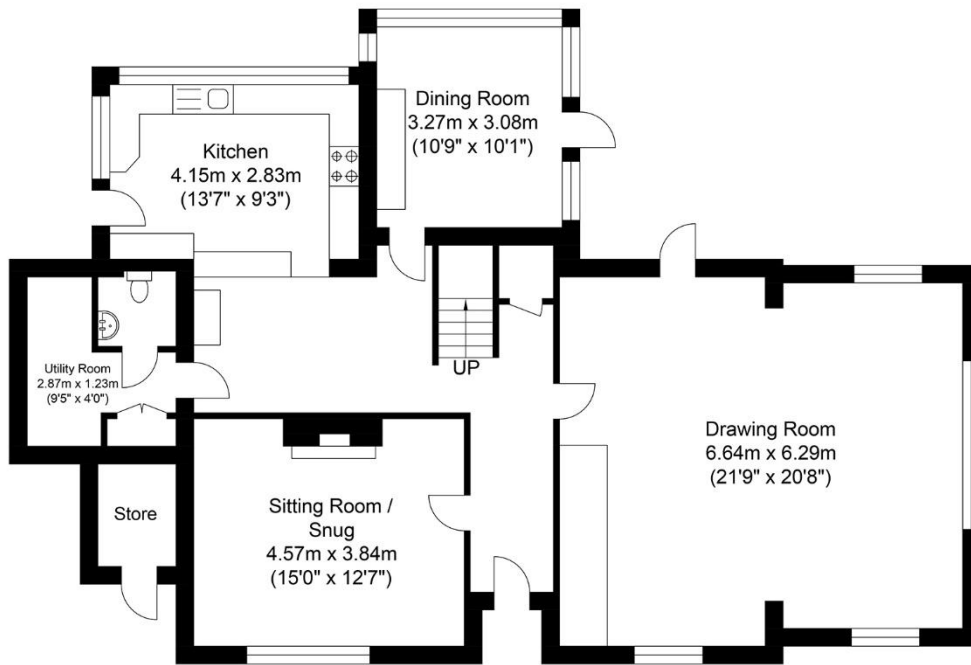 Dining Room
3.27m x 3.08m
(10'9" x 10'1")
Kitchen
4.15m x 2.83m
(13'7" x 9'3")
UP
Utility Room
2.87m x 1.23m
(9'5" x 4'0")
Drawing Room
6.64m x 6.29m
(21'9" x 20'8")
Store
Sitting Room /
Snug
4.57m x 3.84m
(15'0" x 12'7")